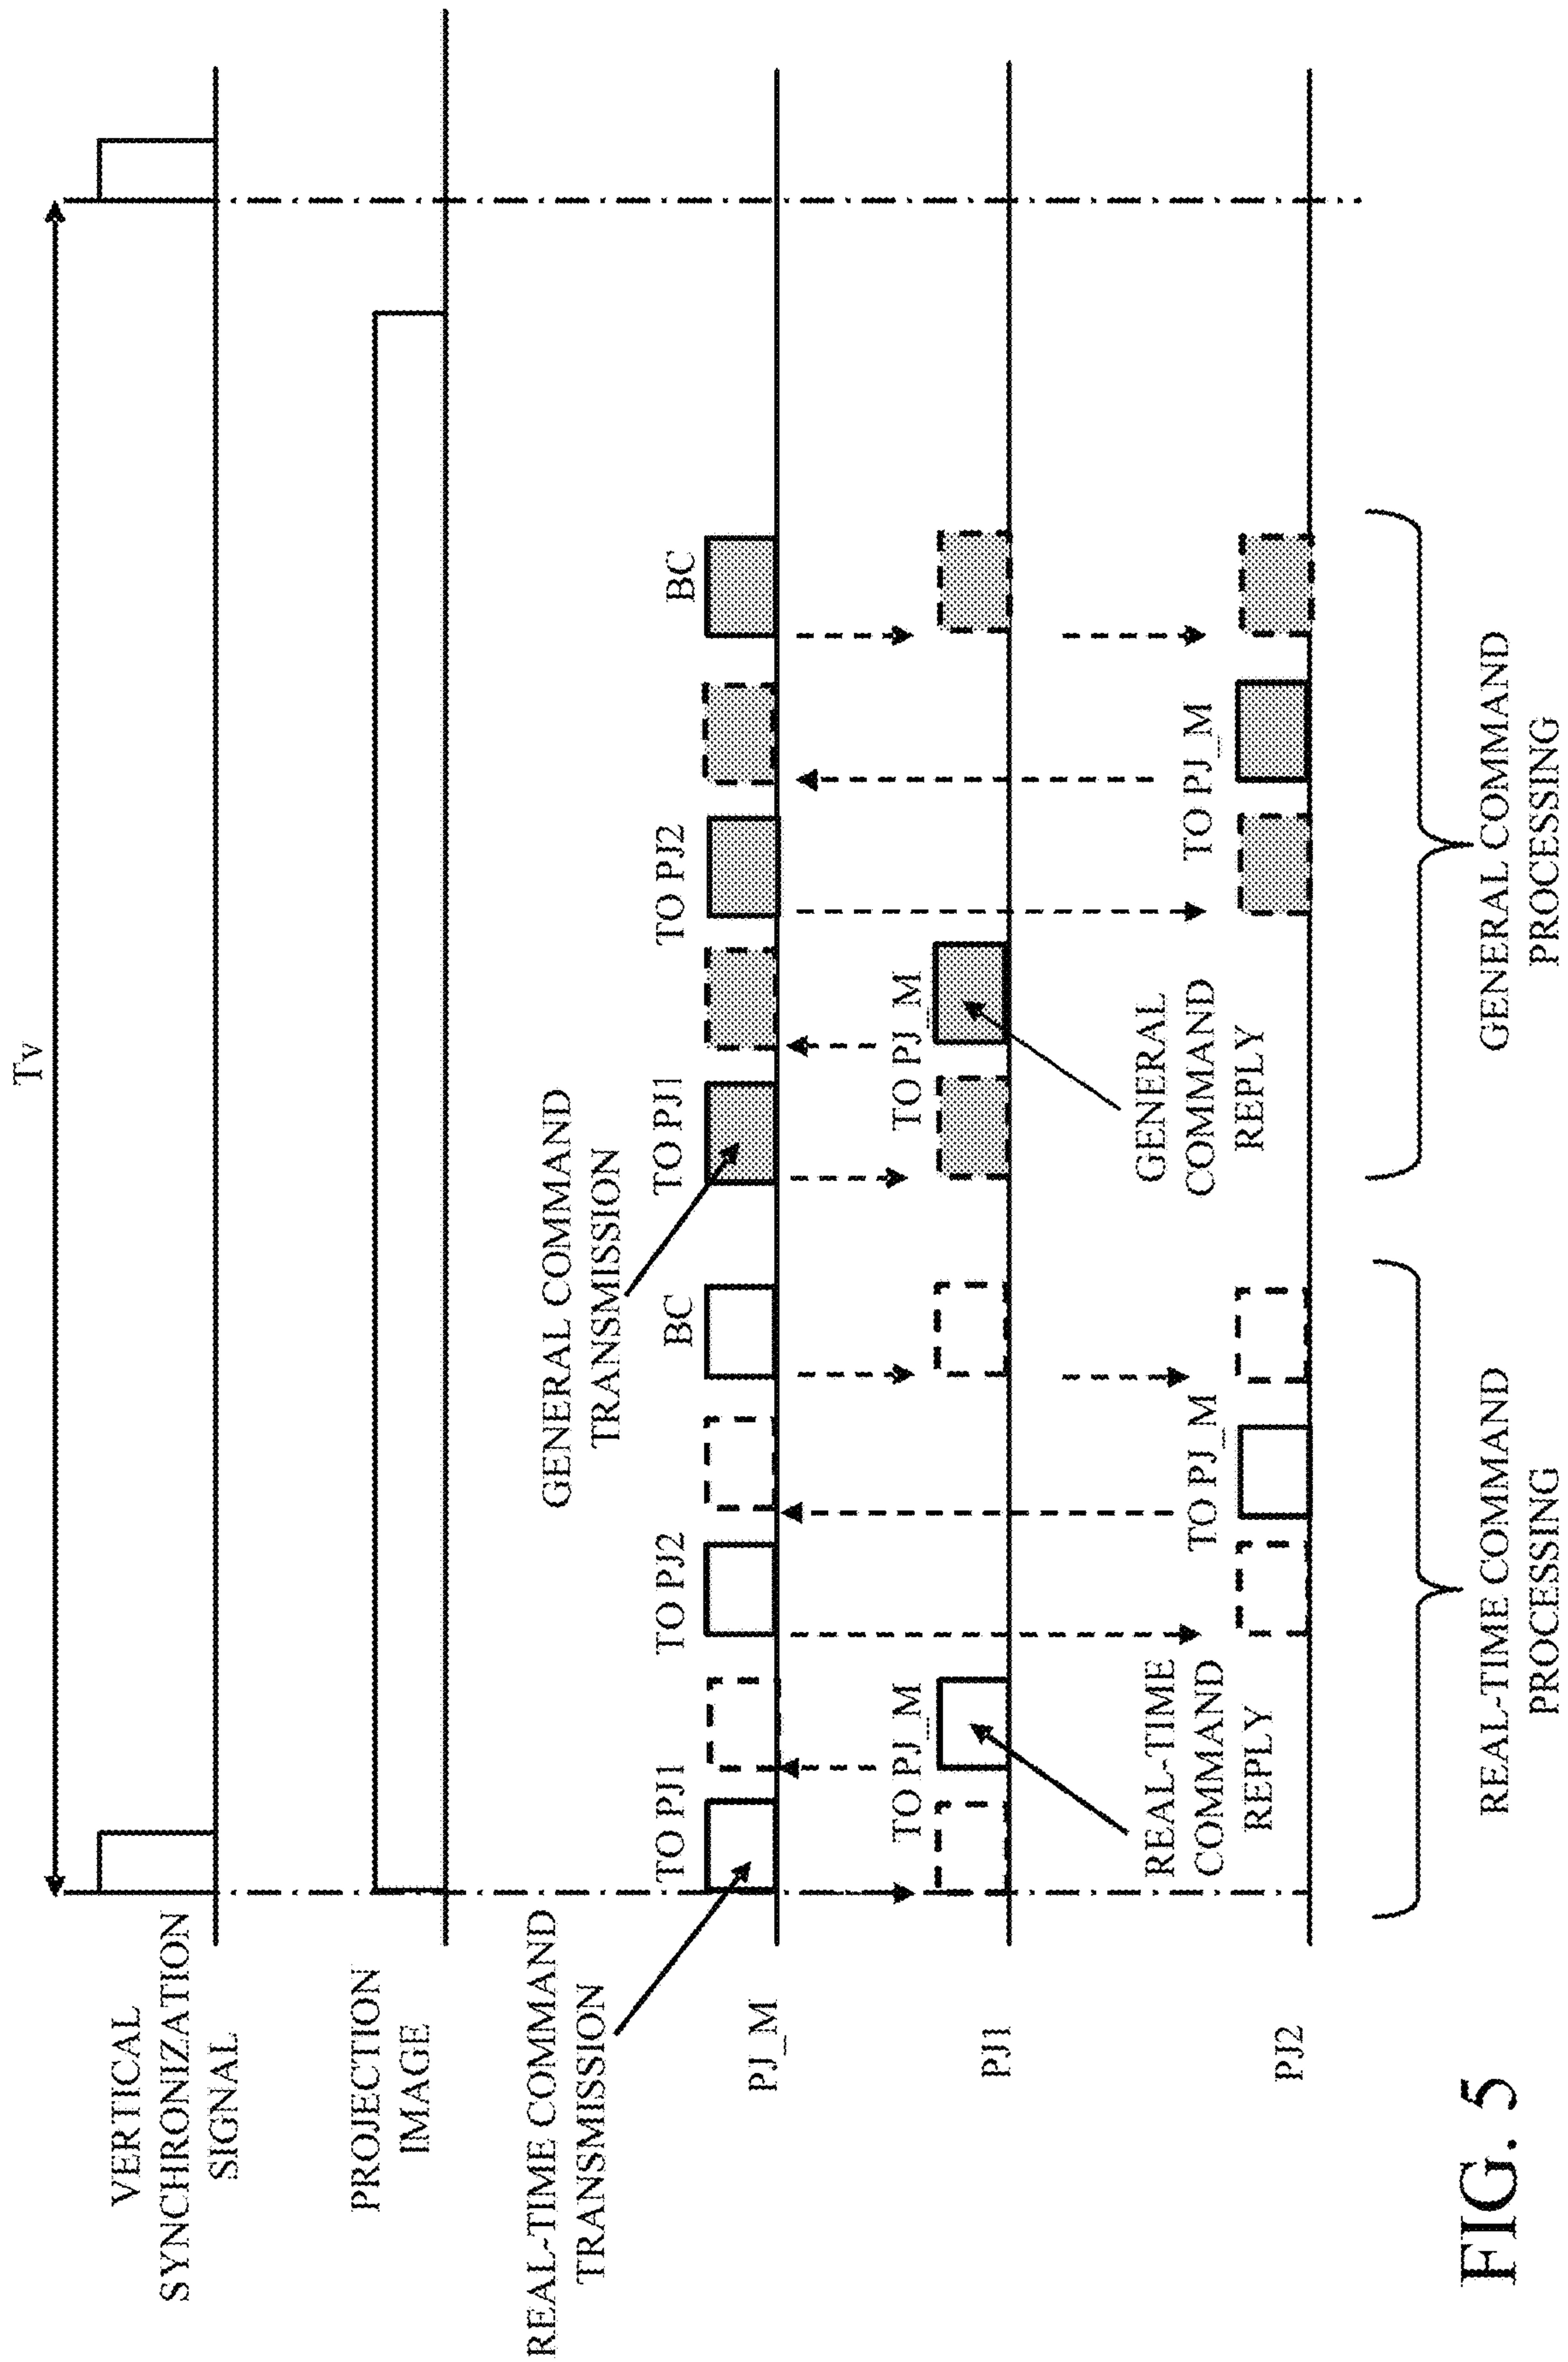 Tv
VERTICAL
SYNCHRONIZATION
SIGNAL
PROJECTION
IMAGE
REAL-TIME COMMAND
TRANSMISSION
GENERAL COMMAND
TRANSMISSION
PJ_M
TO PJ1
TO PJ2
BC
TO PJ1
TO PJ2
BC
PJ1
TO PJ_M
TO PJ_M
REAL-TIME
COMMAND
REPLY
GENERAL
COMMAND
REPLY
PJ2
TO PJ_M
TO PJ_M
REAL-TIME COMMAND
PROCESSING
GENERAL COMMAND
PROCESSING
FIG. 5